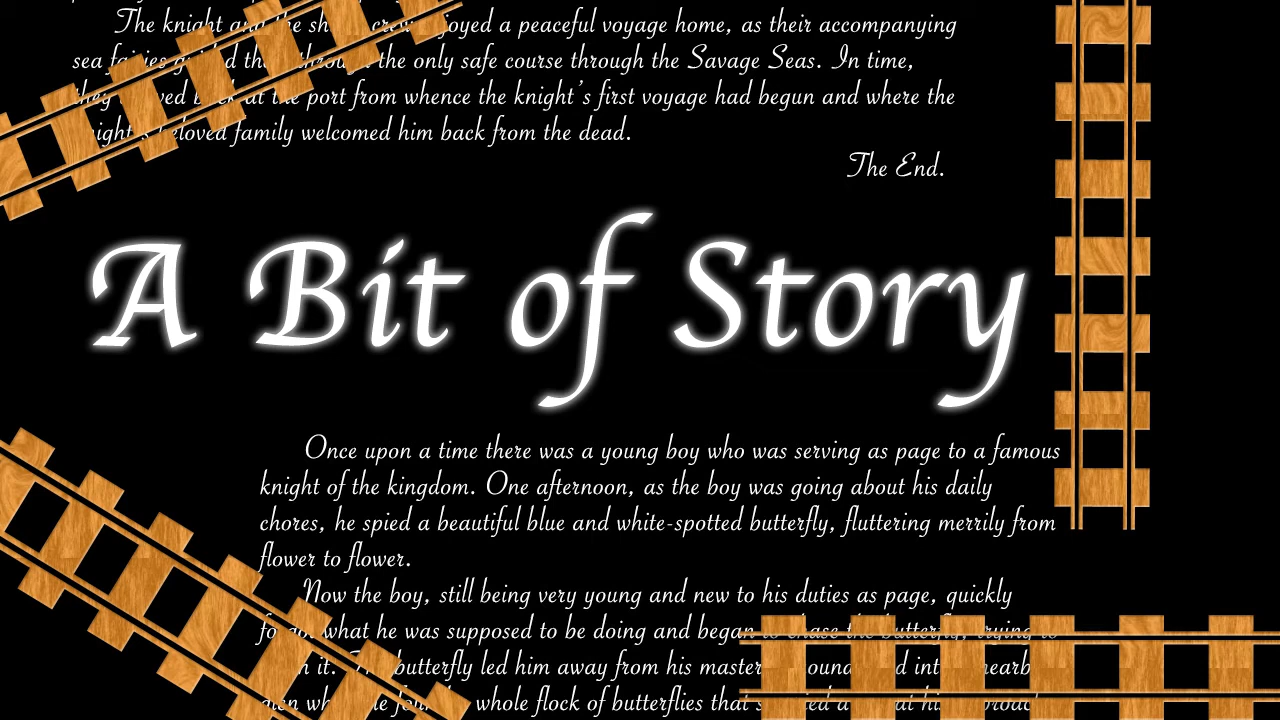 The knight and the ship's crew enjoyed a peaceful voyage home, as their accompanying
sea fairies guided them through the only safe course through the Savage Seas. In time,
they back at the port from whence the knight's first voyage had begun and where the
knight's beloved family welcomed him back from the dead.
The End.
A Bit of Story
Once upon a time there was a young boy who was serving as page to a famous
knight of the kingdom. One afternoon, as the boy was going about his daily
chores, he spied a beautiful blue and white-spotted butterfly, fluttering merrily from
flower to flower.
Now the boy, still being very young and new to his duties as page, quickly
forgot what he was supposed to be doing and began to chase the butterfly, trying to
it. The butterfly led him away from his master's and into
glen where he found a whole flock of butterflies that at his